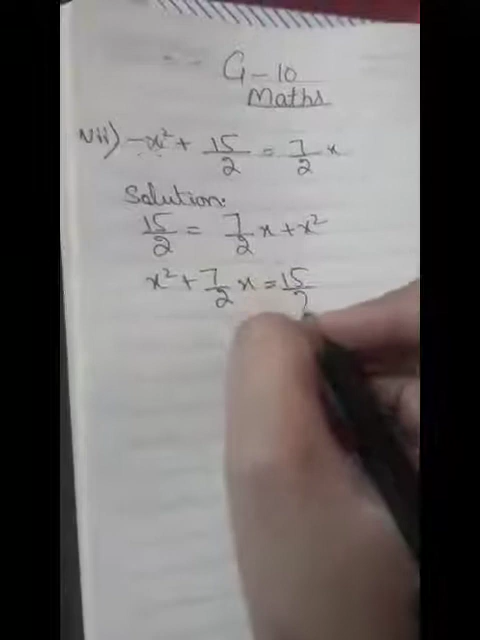 G-10
Maths
vii) -x² + 15/2 = 7/2 x
Solution:
15/2 = 7/2 x + x²
x² + 7/2 x = 15/2